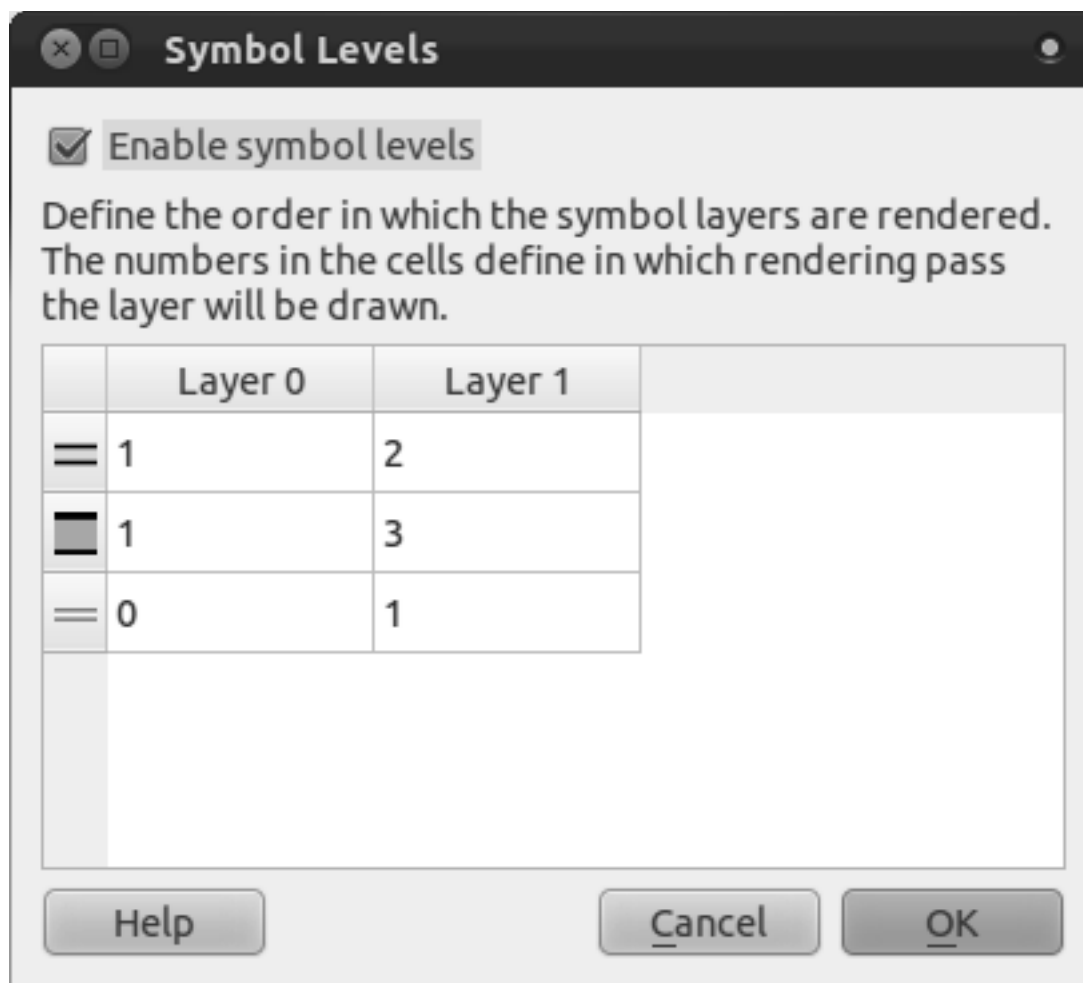 Symbol Levels
Enable symbol levels
Define the order in which the symbol layers are rendered.
The numbers in the cells define in which rendering pass
the layer will be drawn.
Layer 0 Layer 1
1 2
1 3
0 1
Help Cancel OK